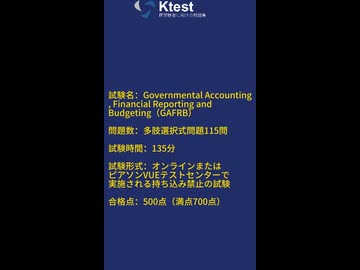 Ktest
試験名：Governmental Accounting
, Financial Reporting and
Budgeting（GAFRB）
問題数：多肢選択式問題115問
試験時間：135分
試験形式：オンラインまたは
ピアソンVUEテストセンターで
実施される持ち込み禁止の試験
合格点：500点（満点700点）